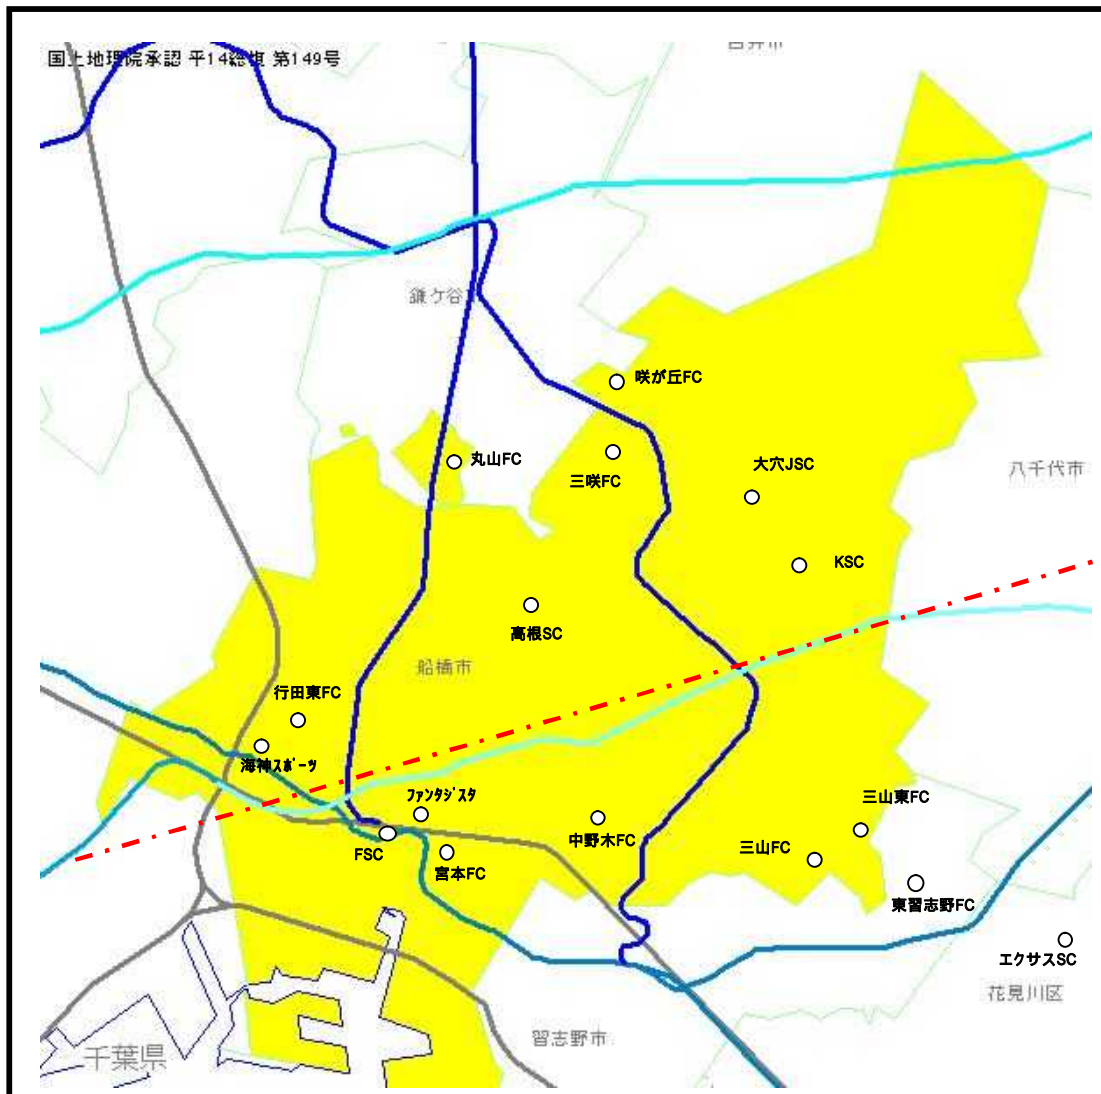 国土地理院承認 平14総複 第149号
鎌ケ谷
咲が丘FC
丸山FC
三咲FC
大穴JSC
八千代市
KSC
高根SC
船橋市
行田東FC
海神スポーツ
ファンタジスタ
三山東FC
中野木FC
FSC
宮本FC
三山FC
東習志野FC
エクサスSC
花見川区
習志野市
千葉県